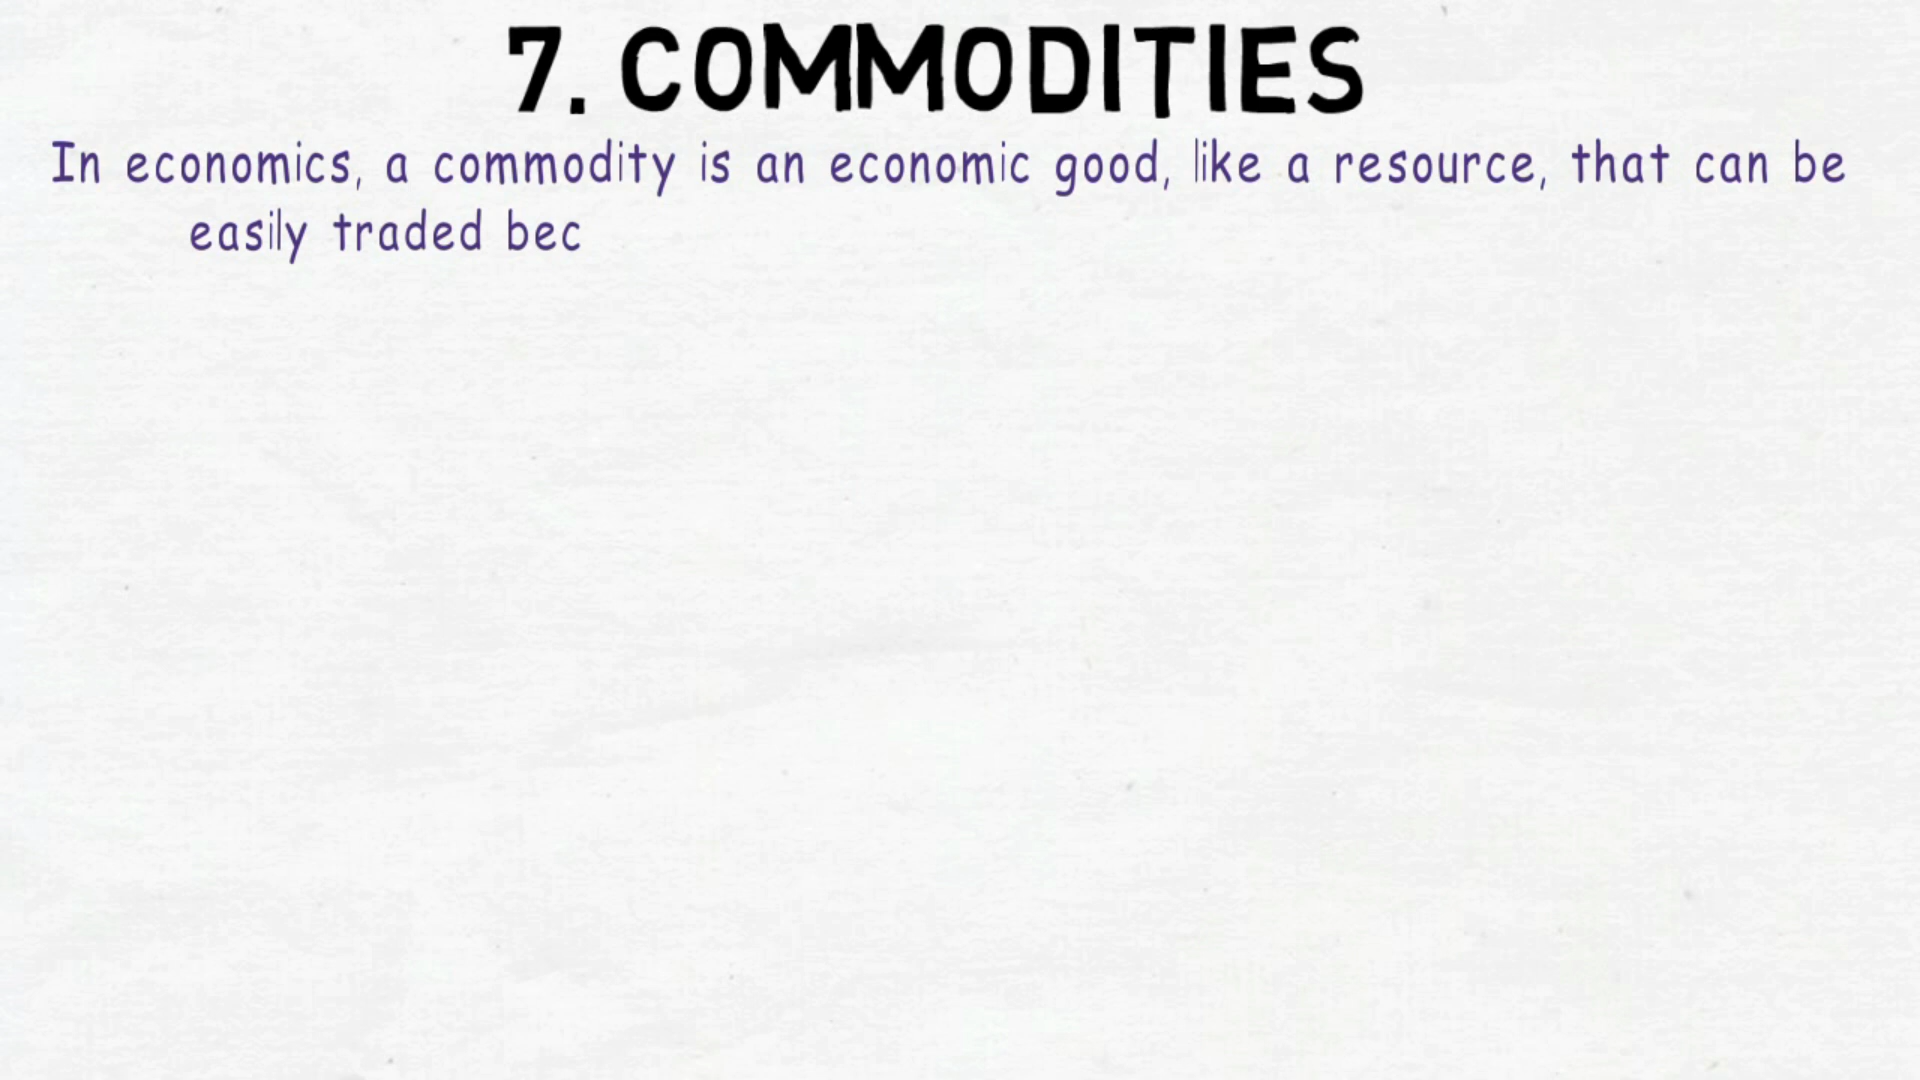 7. COMMODITIES
In economics, a commodity is an economic good, like a resource, that can be
easily traded bec